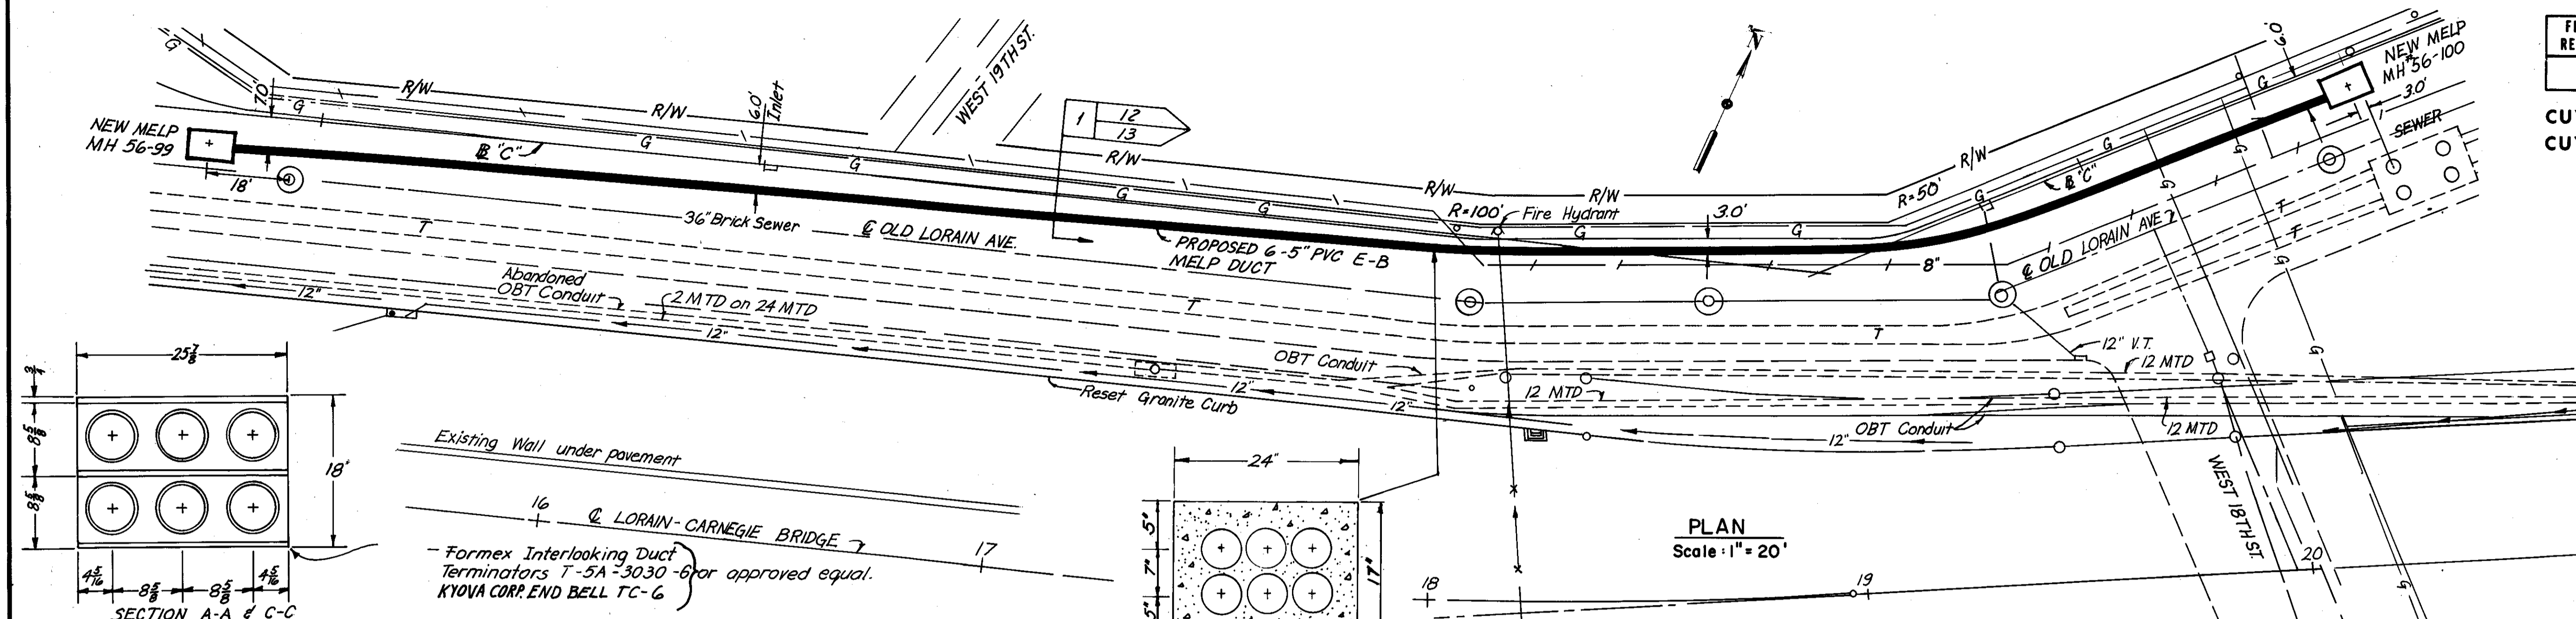 G
R/W
R/W
7.0'
G
NEW MELP
MH 56-99
18'
B "C"
G
6.0'
Inlet
WEST 19TH ST.
G
36" Brick Sewer
T
℄ OLD LORAIN AVE.
1
12
13
R/W
N
G
G
PROPOSED 6-5" PVC E-B
MELP DUCT
R/W
R/W
R=100'
Fire Hydrant
3.0'
G
G
R=50'
R/W
8"
B "C"
G
G
6.0'
NEW MELP
MH# 56-100
3.0'
SEWER
℄ OLD LORAIN AVE.
G
G
G
T
T
G
G
Abandoned
OBT Conduit
2 MTD on 24 MTD
12"
12"
T
T
OBT Conduit
12"
12"
Reset Granite Curb
12 MTD
12" V.T.
12 MTD
OBT Conduit
12 MTD
12"
WEST 18TH ST.
G
25 7/8
3/4
8 5/8
8 5/8
18"
4 5/16
8 5/8
8 5/8
4 5/16
SECTION A-A & C-C
Existing Wall under pavement
16
℄ LORAIN-CARNEGIE BRIDGE
17
- Formex Interlooking Duct
Terminators T-5A-3030-6 or approved equal.
KYOVA CORP. END BELL TC-6
24"
5"
7"
5"
17"
PLAN
Scale: 1" = 20'
18
19
20
CU
CU